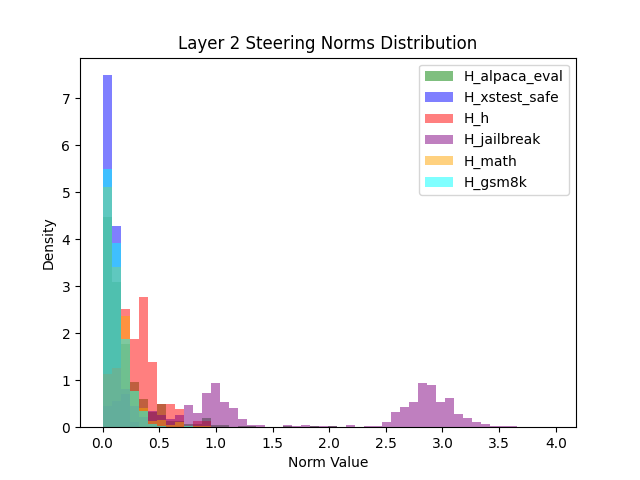 Layer 2 Steering Norms Distribution
H_alpaca_eval
H_xstest_safe
H_h
H_jailbreak
H_math
H_gsm8k
7
6
5
4
3
2
1
0
Density
0.0 0.5 1.0 1.5 2.0 2.5 3.0 3.5 4.0
Norm Value